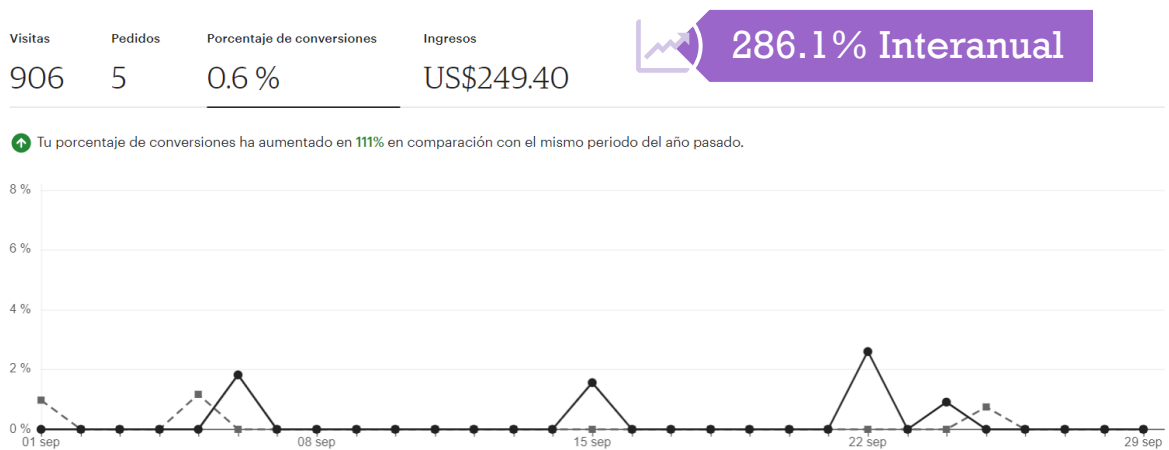 Visitas Pedidos Porcentaje de conversiones Ingresos
906 5 0.6 % US$249.40
286.1% Interanual
Tu porcentaje de conversiones ha aumentado en 111% en comparación con el mismo periodo del año pasado.
8 %
6 %
4 %
2 %
0 %
01 sep 08 sep 15 sep 22 sep 29 sep